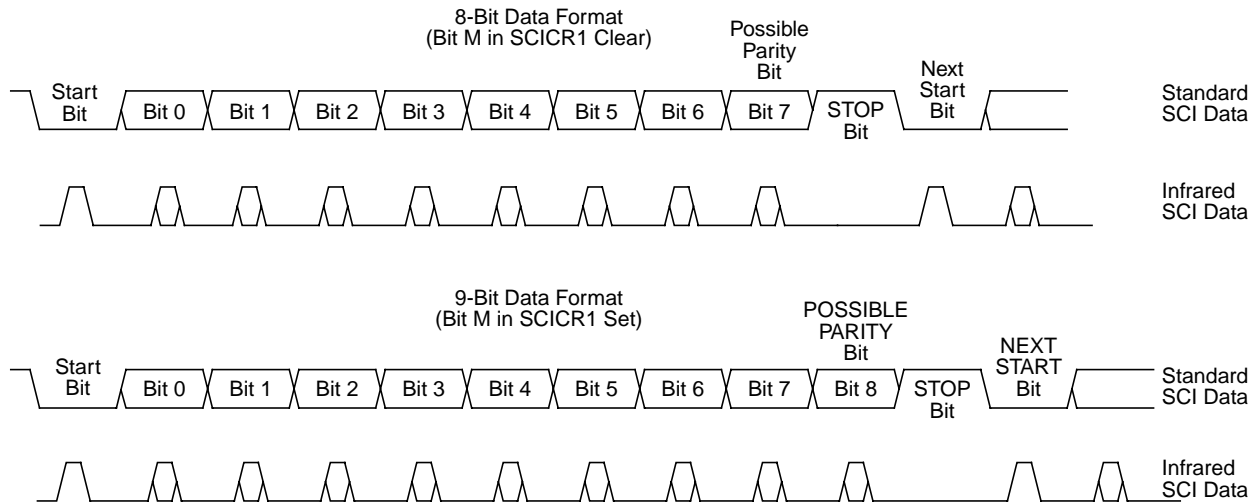 8-Bit Data Format
(Bit M in SCICR1 Clear)
Possible
Parity
Bit
Start
Bit
Bit 0
Bit 1
Bit 2
Bit 3
Bit 4
Bit 5
Bit 6
Bit 7
STOP
Bit
Next
Start
Bit
Standard
SCI Data
Infrared
SCI Data
9-Bit Data Format
(Bit M in SCICR1 Set)
POSSIBLE
PARITY
Bit
Start
Bit
Bit 0
Bit 1
Bit 2
Bit 3
Bit 4
Bit 5
Bit 6
Bit 7
Bit 8
STOP
Bit
NEXT
START
Bit
Standard
SCI Data
Infrared
SCI Data